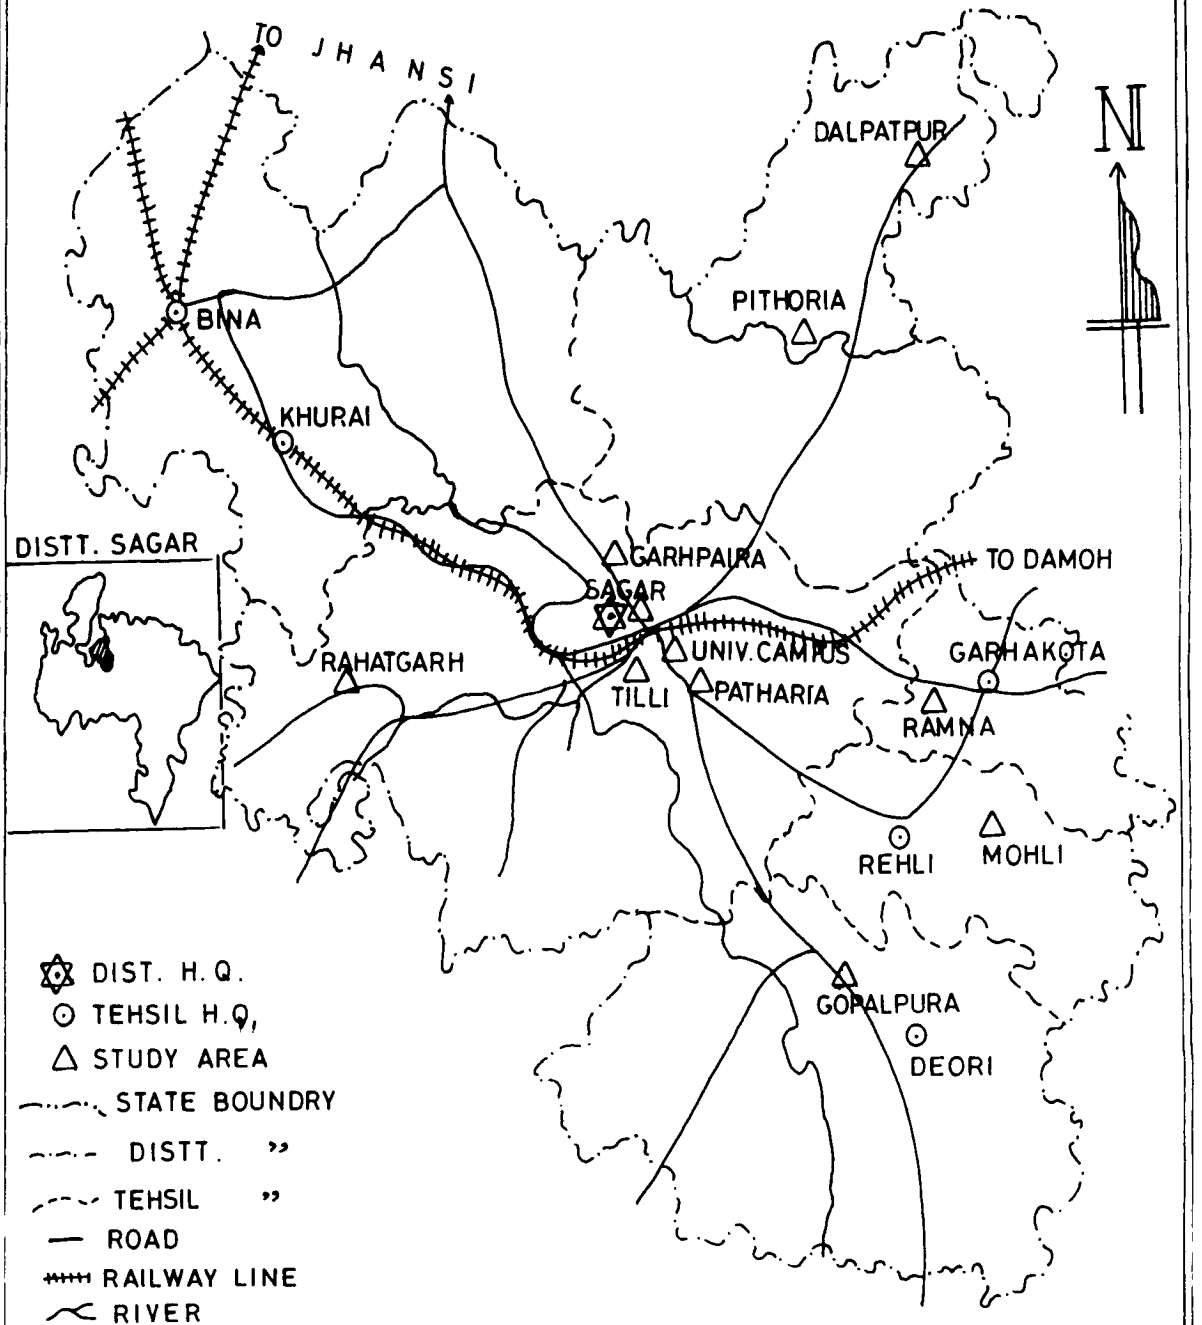 TO JHANSI
N
DALPATPUR
PITHORIA
BINA
KHURAI
DISTT. SAGAR
GARHPAIRA
TO DAMOH
SAGAR
UNIV. CAMPUS
GARHAKOTA
RAHATGARH
TILLI
PATHARIA
RAMNA
REHLI
MOHLI
GOPALPURA
DEORI
DIST. H.Q.
TEHSIL H.Q,
STUDY AREA
STATE BOUNDRY
DISTT. ”
TEHSIL ”
ROAD
RAILWAY LINE
RIVER